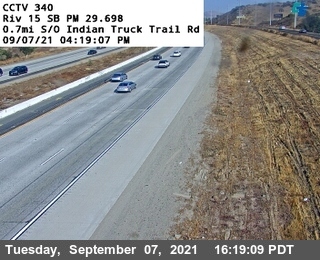 CCTV 340
Riv 15 SB PM 29.698
0.7mi S/O Indian Truck Trail Rd
09/07/21 04:19:07 PM
Tuesday, September 07, 2021 16:19:09 PDT